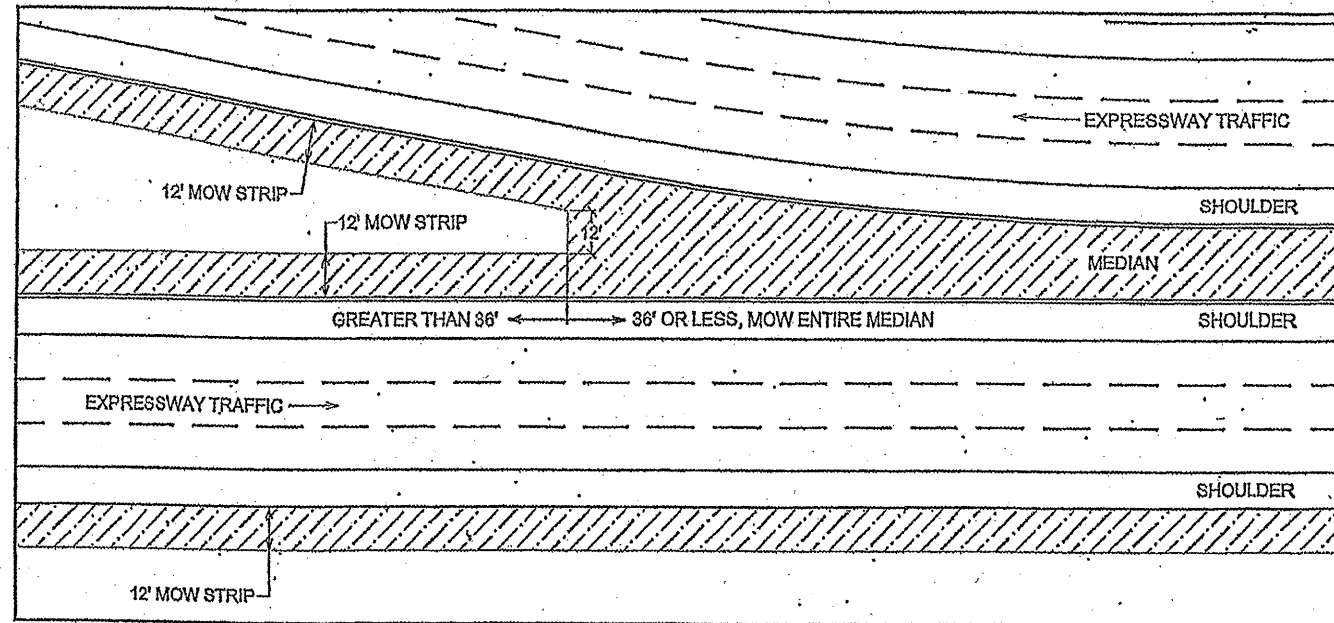 EXPRESSWAY TRAFFIC
12' MOW STRIP
SHOULDER
12' MOW STRIP
12'
MEDIAN
GREATER THAN 36' 36' OR LESS, MOW ENTIRE MEDIAN SHOULDER
EXPRESSWAY TRAFFIC
SHOULDER
12' MOW STRIP